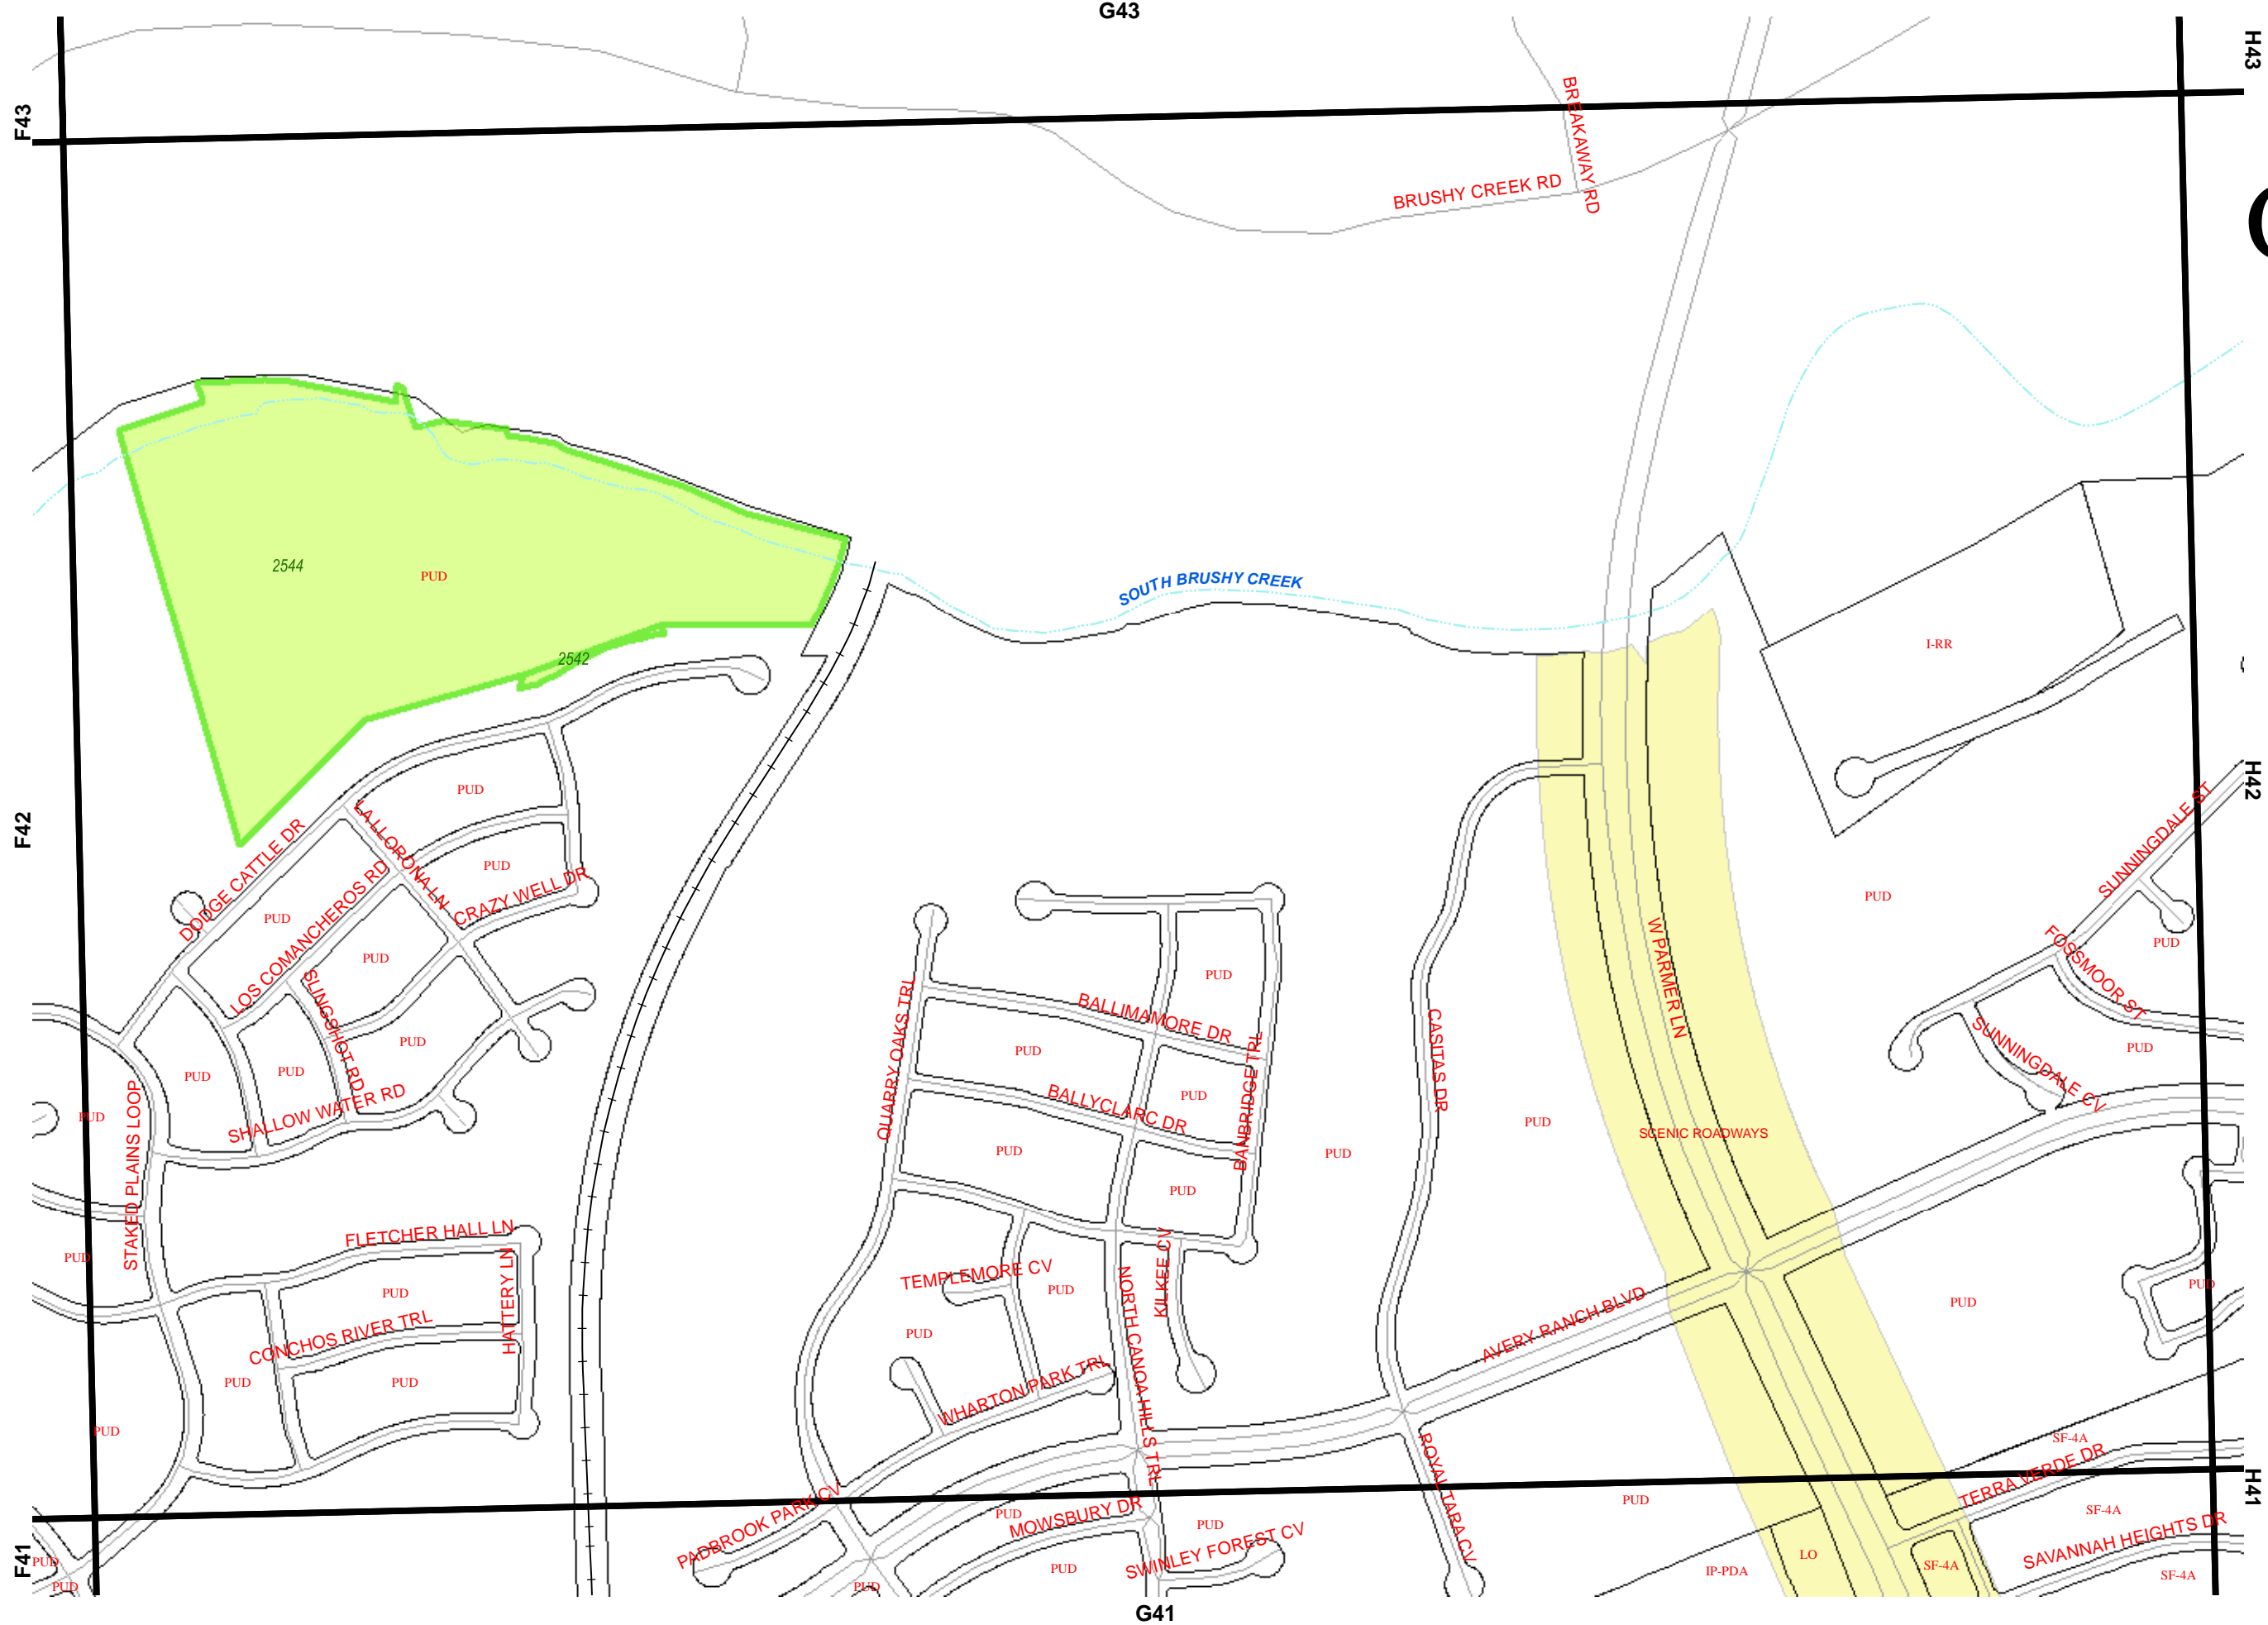 G43
H43
F43
BREAKAWAY RD
BRUSHY CREEK RD
SOUTH BRUSHY CREEK
2544
PUD
2542
I-RR
PUD
H42
F42
LA LLORONA LN
DODGE CATTLE DR
LOS COMANCHEROS RD
PUD
CRAZY WELL DR
SUNNINGDALE ST
PUD
PUD
W PARMER LN
FOSSMOOR ST
PUD
PUD
SLINGSHOT RD
PUD
QUARRY OAKS TRL
BALLIMAMORE DR
CASITAS DR
SUNNINGDALE CV
PUD
PUD
PUD
PUD
PUD
BANBRIDGE TRL
BALLYCLARC DR
PUD
PUD
SHALLOW WATER RD
STAKED PLAINS LOOP
PUD
SCENIC ROADWAYS
PUD
PUD
PUD
FLETCHER HALL LN
HATTERY LN
PUD
TEMPLEMORE CV
KILKEE CV
NORTH CANOA HILLS TRL
PUD
PUD
PUD
PUD
AVERY RANCH BLVD
CONCHOS RIVER TRL
PUD
WHARTON PARK TRL
PUD
PUD
PUD
ROYAL TARA CV
SF-4A
TERRA VERDE DR
H41
PADBROOK PARK CV
PUD
MOWSBURY DR
PUD
PUD
SF-4A
SAVANNAH HEIGHTS DR
SWINLEY FOREST CV
F41
PUD
PUD
PUD
PUD
IP-PDA
LO
SF-4A
SF-4A
G41